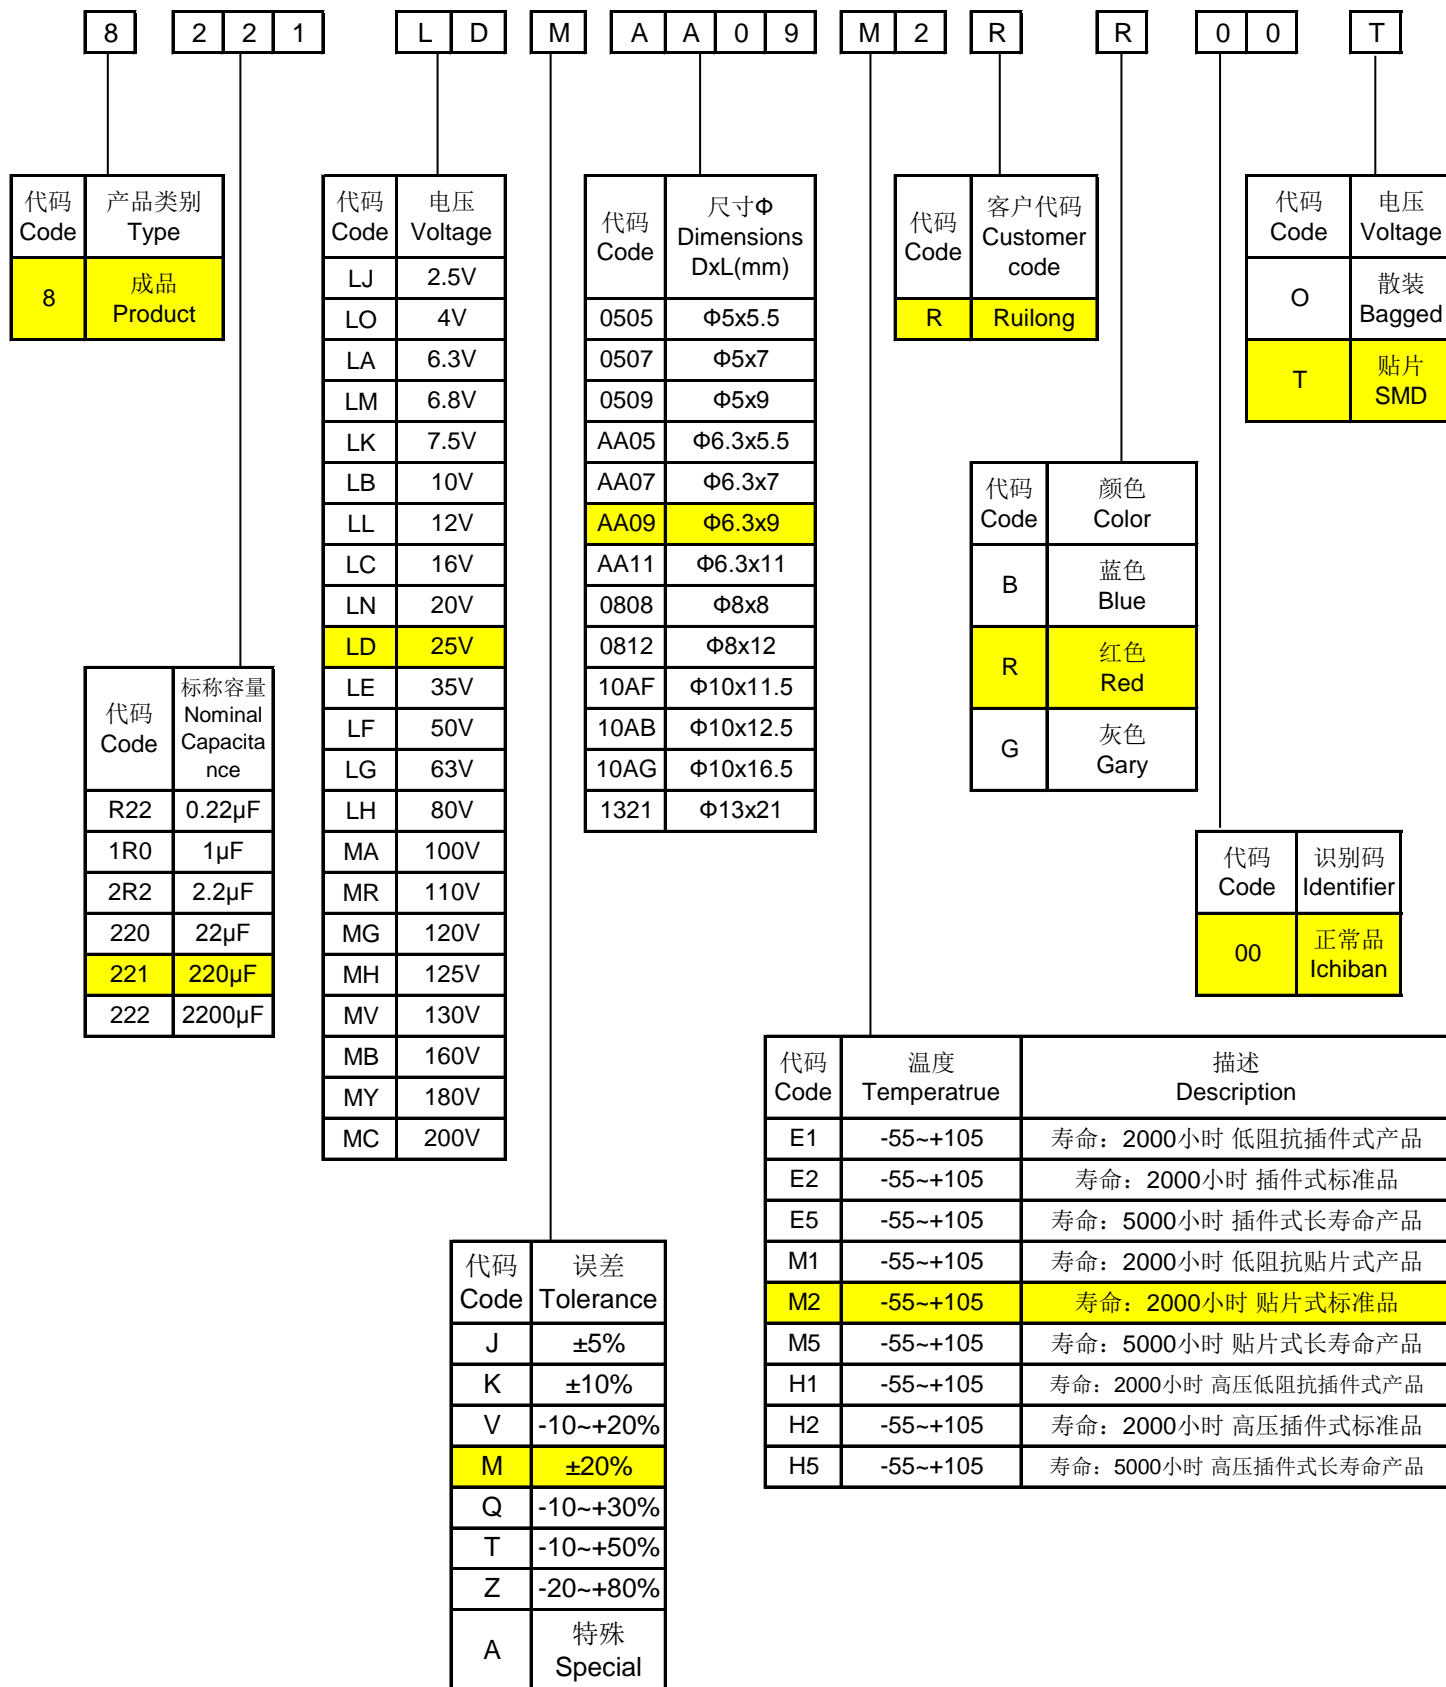 8 2 2 1 L D M A A 0 9 M 2 R R 0 0 T
代码 产品类别
Code Type
8 成品
Product
代码 标称容量
Code Nominal
Capacita
nce
R22 0.22µF
1R0 1µF
2R2 2.2µF
220 22µF
221 220µF
222 2200µF
代码 电压
Code Voltage
LJ 2.5V
LO 4V
LA 6.3V
LM 6.8V
LK 7.5V
LB 10V
LL 12V
LC 16V
LN 20V
LD 25V
LE 35V
LF 50V
LG 63V
LH 80V
MA 100V
MR 110V
MG 120V
MH 125V
MV 130V
MB 160V
MY 180V
MC 200V
代码 误差
Code Tolerance
J ±5%
K ±10%
V -10~+20%
M ±20%
Q -10~+30%
T -10~+50%
Z -20~+80%
A 特殊
Special
代码 尺寸Φ
Code Dimensions
DxL(mm)
0505 Φ5x5.5
0507 Φ5x7
0509 Φ5x9
AA05 Φ6.3x5.5
AA07 Φ6.3x7
AA09 Φ6.3x9
AA11 Φ6.3x11
0808 Φ8x8
0812 Φ8x12
10AF Φ10x11.5
10AB Φ10x12.5
10AG Φ10x16.5
1321 Φ13x21
代码 温度 描述
Code Temperatrue Description
E1 -55~+105 寿命：2000小时 低阻抗插件式产品
E2 -55~+105 寿命：2000小时 插件式标准品
E5 -55~+105 寿命：5000小时 插件式长寿命产品
M1 -55~+105 寿命：2000小时 低阻抗贴片式产品
M2 -55~+105 寿命：2000小时 贴片式标准品
M5 -55~+105 寿命：5000小时 贴片式长寿命产品
H1 -55~+105 寿命：2000小时 高压低阻抗插件式产品
H2 -55~+105 寿命：2000小时 高压插件式标准品
H5 -55~+105 寿命：5000小时 高压插件式长寿命产品
代码 客户代码
Code Customer
code
R Ruilong
代码 颜色
Code Color
B 蓝色
Blue
R 红色
Red
G 灰色
Gary
代码 识别码
Code Identifier
00 正常品
Ichiban
代码 电压
Code Voltage
O 散装
Bagged
T 贴片
SMD